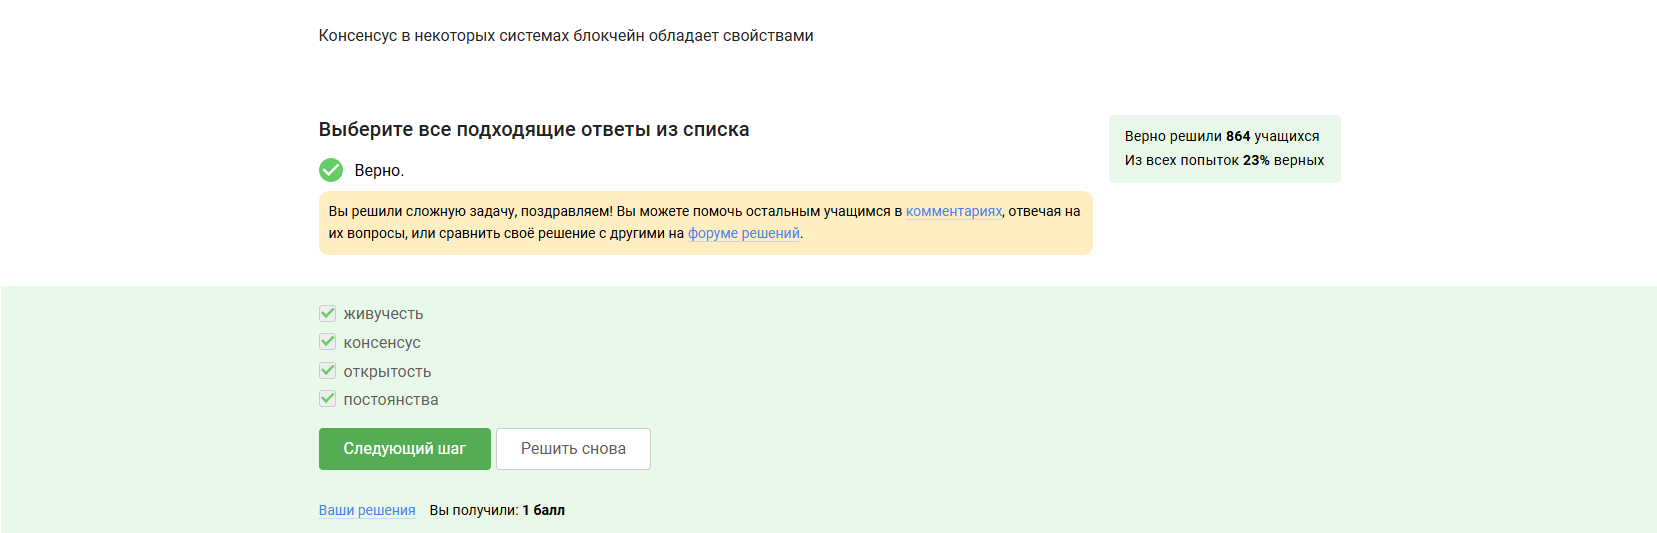 Консенсус в некоторых системах блокчейн обладает свойствами
Выберите все подходящие ответы из списка
Верно.
Вы решили сложную задачу, поздравляем! Вы можете помочь остальным учащимся в комментариях, отвечая на
их вопросы, или сравнить своё решение с другими на форуме решений.
Верно решили 864 учащихся
Из всех попыток 23% верных
живучесть
консенсус
открытость
постоянства
Следующий шаг
Решить снова
Ваши решения Вы получили: 1 балл